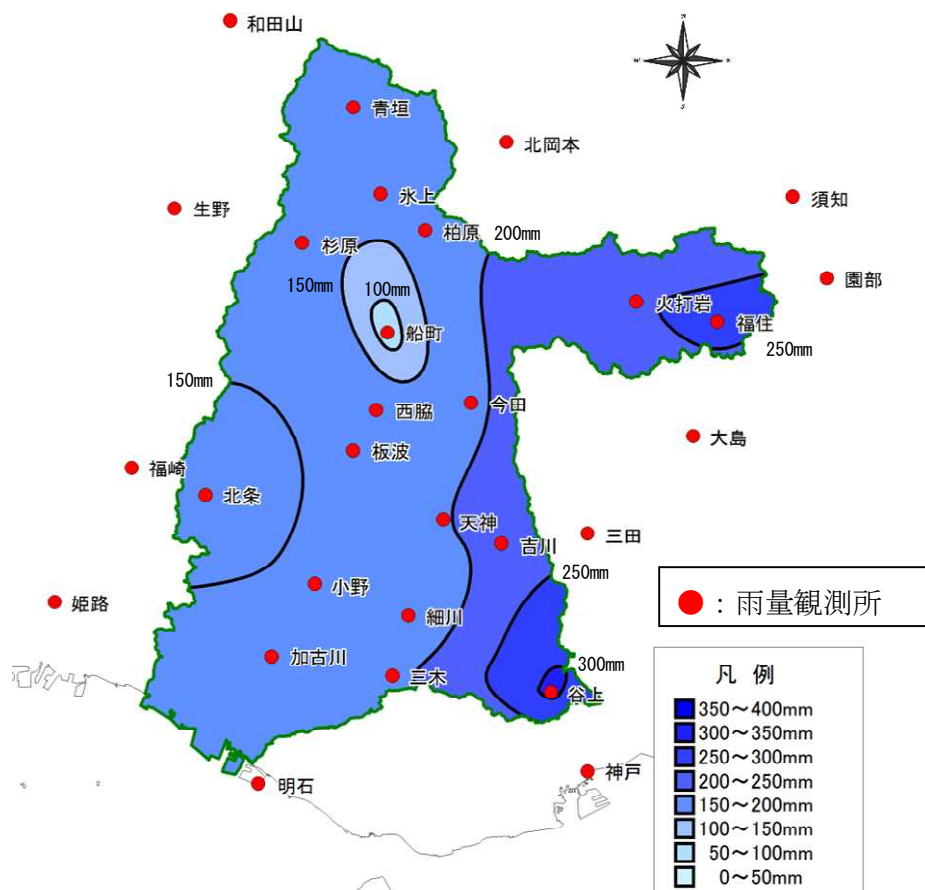 和田山
青垣
北岡本
氷上
須知
生野
柏原
杉原
200mm
園部
150mm
100mm
火打岩
福住
船町
250mm
150mm
今田
西脇
大島
板波
福崎
北条
天神
三田
吉川
250mm
小野
姫路
細川
●：雨量観測所
加古川
三木
300mm
谷上
神戸
明石
凡 例
350～400mm
300～350mm
250～300mm
200～250mm
150～200mm
100～150mm
50～100mm
0～50mm